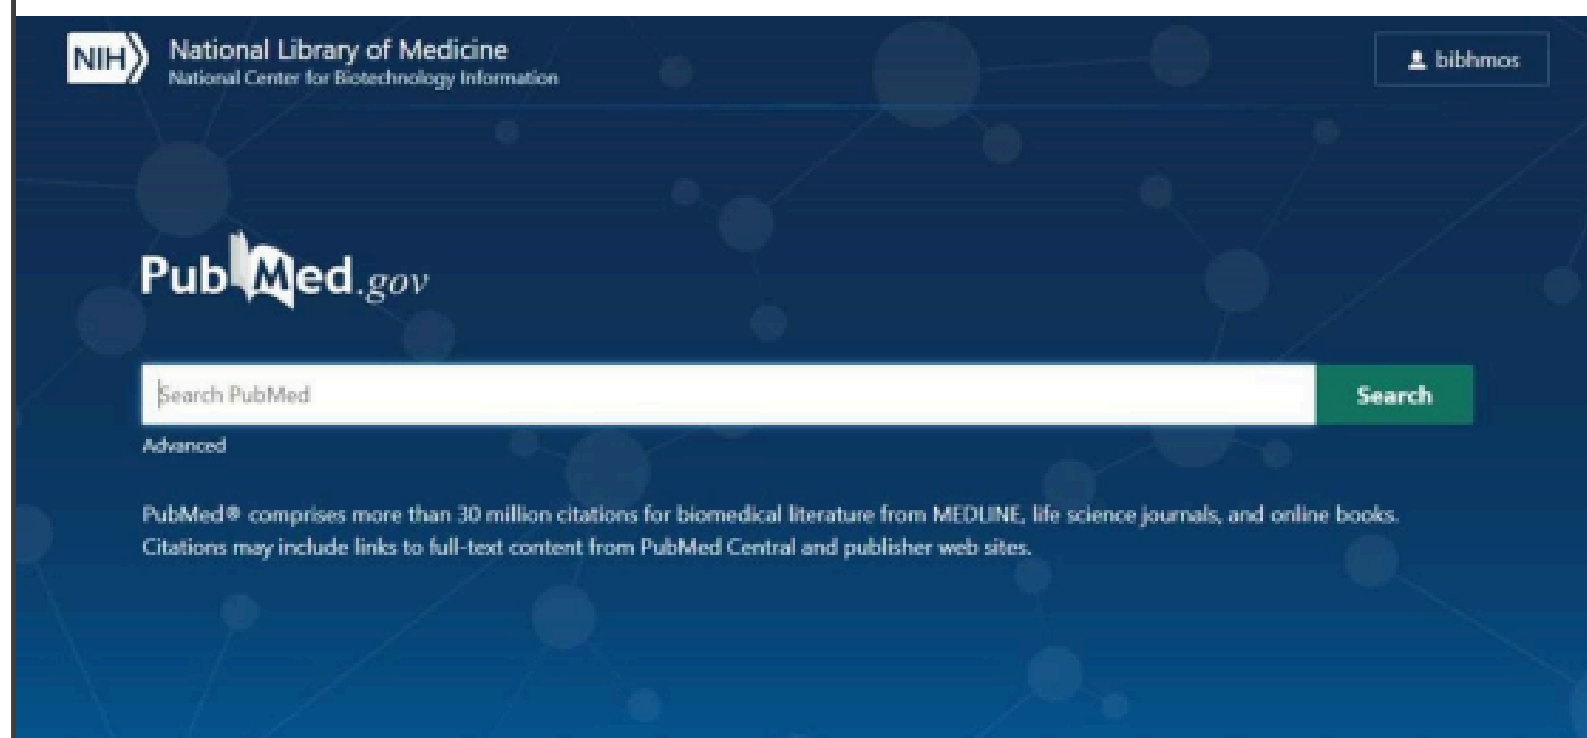 NIH
National Library of Medicine
National Center for Biotechnology Information
bibhmos
PubMed.gov
Search PubMed
Search
Advanced
PubMed® comprises more than 30 million citations for biomedical literature from MEDLINE, life science journals, and online books.
Citations may include links to full-text content from PubMed Central and publisher web sites.